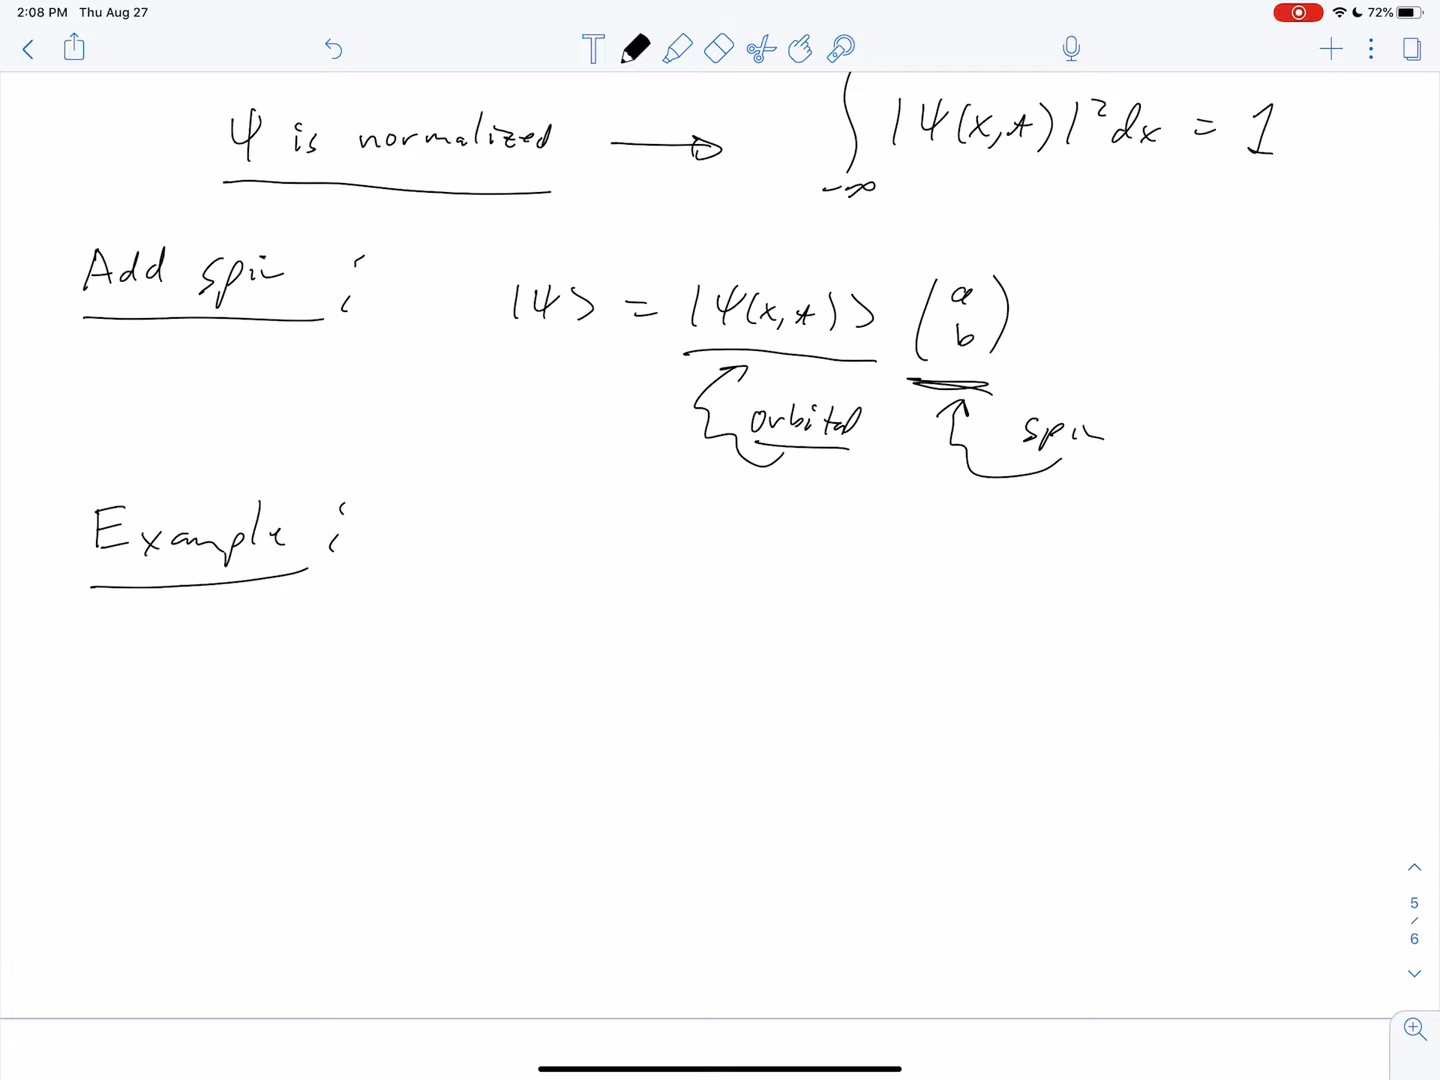 2:08 PM Thu Aug 27 72%
T
ψ is normalized → ∫ |Ψ(x,t)|² dx = 1
-∞
Add spin :
|Ψ> = |Ψ(x,t)> (a b)
orbital spin
Example :
5
/
6